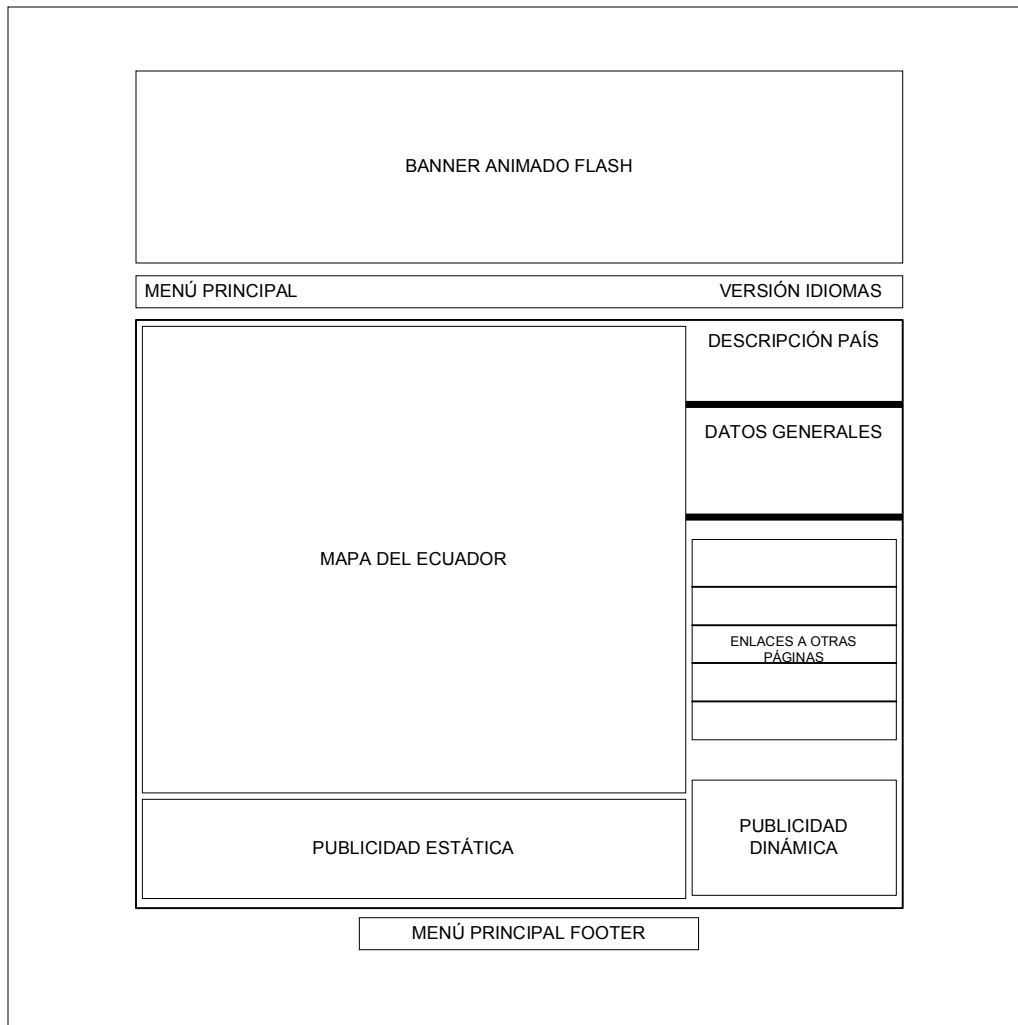 BANNER ANIMADO FLASH
MENÚ PRINCIPAL
VERSIÓN IDIOMAS
DESCRIPCIÓN PAÍS
DATOS GENERALES
MAPA DEL ECUADOR
ENLACES A OTRAS
PÁGINAS
PUBLICIDAD ESTÁTICA
PUBLICIDAD
DINÁMICA
MENÚ PRINCIPAL FOOTER